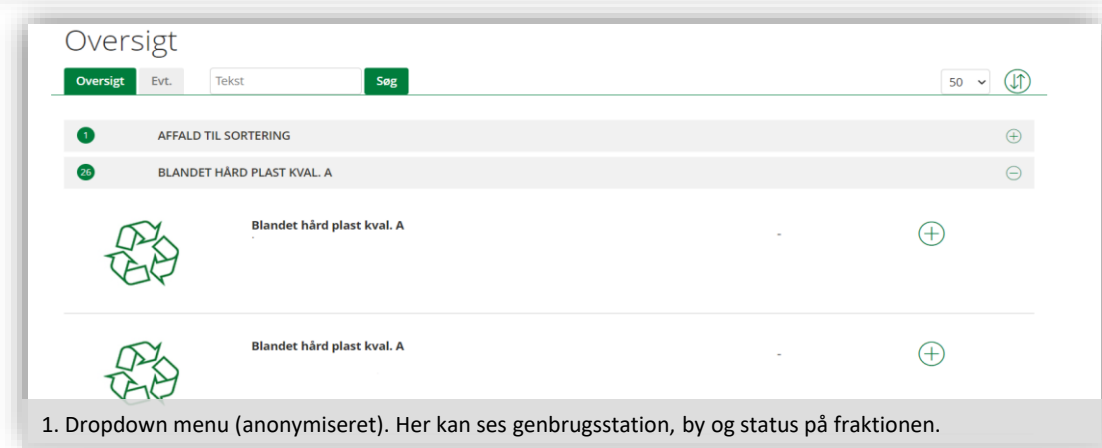 Oversigt
Oversigt Evt. Tekst Søg 50
1 AFFALD TIL SORTERING
26 BLANDET HÅRD PLAST KVAL. A
Blandet hård plast kval. A
-
Blandet hård plast kval. A
-
1. Dropdown menu (anonymiseret). Her kan ses genbrugsstation, by og status på fraktionen.